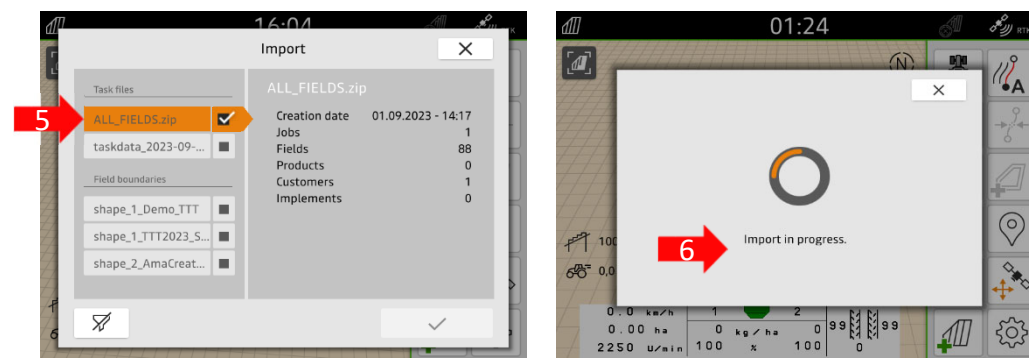 16:04
K
Import
Task files
ALL_FIELDS.zip
taskdata_2023-09-...
Field boundaries
shape_1_Demo_TTT
shape_1_TTT2023_S...
shape_2_AmaCreat...
ALL_FIELDS.zip
Creation date 01.09.2023 - 14:17
Jobs 1
Fields 88
Products 0
Customers 1
Implements 0
5
01:24
RTK
N
A
Import in progress.
6
100
0,0
0.0 km/h 1 2
0.00 ha 0 kg/ha 0 99 99
2250 U/min 100 % 100 0